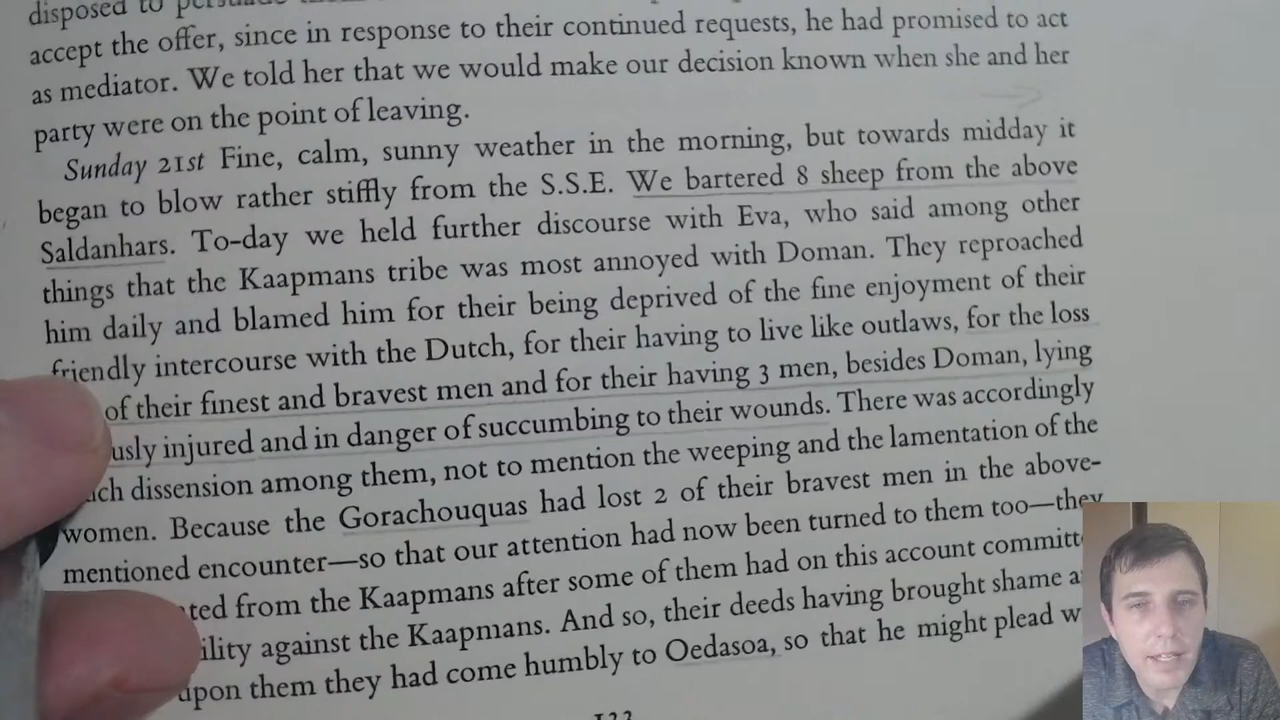 disposed to
accept the offer, since in response to their continued requests, he had promised to act
as mediator. We told her that we would make our decision known when she and her
party were on the point of leaving.
Sunday 21st Fine, calm, sunny weather in the morning, but towards midday it
began to blow rather stiffly from the S.S.E. We bartered 8 sheep from the above
Saldanhars. To-day we held further discourse with Eva, who said among other
things that the Kaapmans tribe was most annoyed with Doman. They reproached
him daily and blamed him for their being deprived of the fine enjoyment of their
friendly intercourse with the Dutch, for their having to live like outlaws, for the loss
of their finest and bravest men and for their having 3 men, besides Doman, lying
usly injured and in danger of succumbing to their wounds. There was accordingly
ch dissension among them, not to mention the weeping and the lamentation of the
women. Because the Gorachouquas had lost 2 of their bravest men in the above-
mentioned encounter—so that our attention had now been turned to them too—they
ted from the Kaapmans after some of them had on this account committ
ility against the Kaapmans. And so, their deeds having brought shame a
upon them they had come humbly to Oedasoa, so that he might plead w